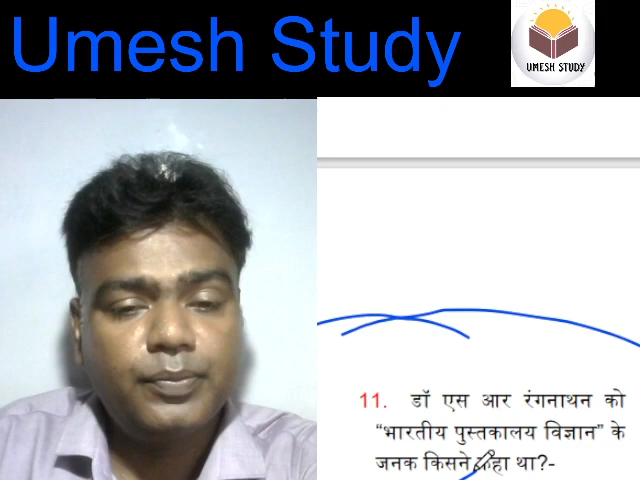 Umesh Study
UMESH STUDY
11. डॉ एस आर रंगनाथन को
“भारतीय पुस्तकालय विज्ञान” के
जनक किसने कहा था?-